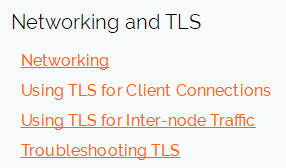 Networking and TLS
Networking
Using TLS for Client Connections
Using TLS for Inter-node Traffic
Troubleshooting TLS